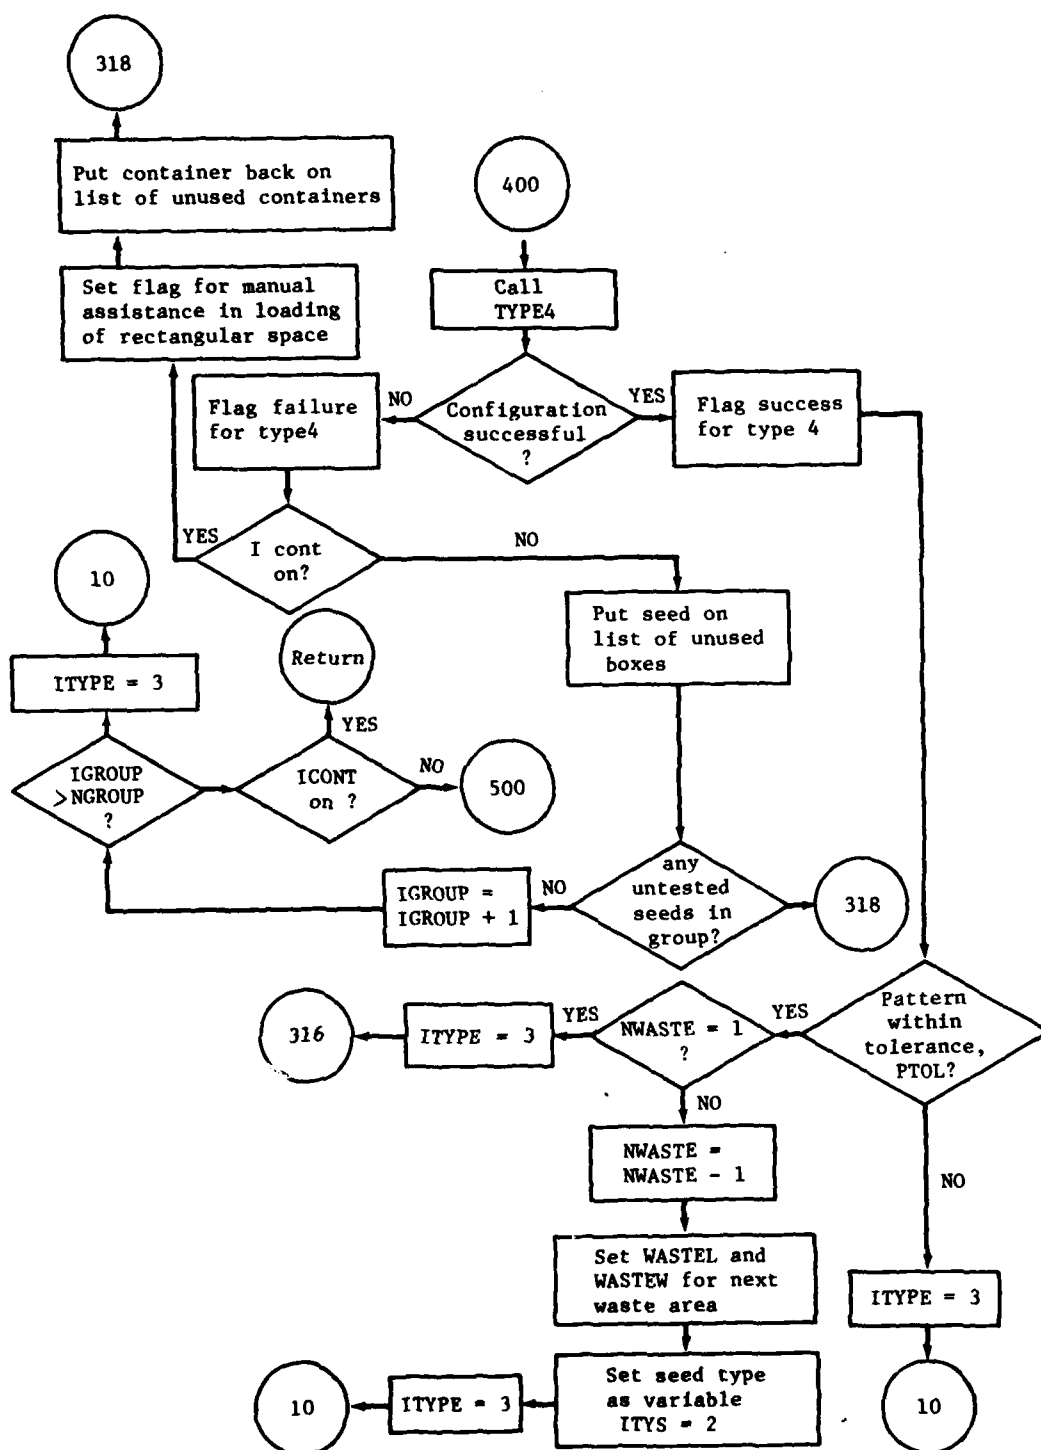 318
Put container back on
list of unused containers
400
Set flag for manual
assistance in loading
of rectangular space
Call
TYPE4
Flag failure
for type4
NO
Configuration
successful
?
YES
Flag success
for type 4
YES
I cont
on?
NO
10
Put seed on
list of unused
boxes
Return
ITYPE = 3
YES
IGROUP
>NGROUP
?
ICONT
on ?
NO
500
IGROUP =
IGROUP + 1
NO
any
untested
seeds in
group?
318
316
ITYPE = 3
YES
NWASTE = 1
?
YES
Pattern
within
tolerance,
PTOL?
NO
NWASTE =
NWASTE - 1
NO
Set WASTEL and
WASTEW for next
waste area
ITYPE = 3
10
ITYPE = 3
Set seed type
as variable
ITYS = 2
10